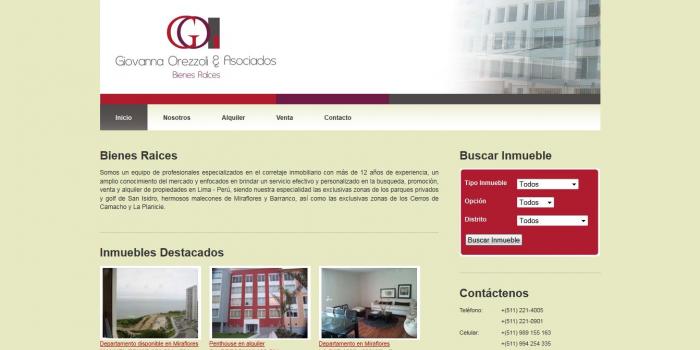 Giovanna Orezzoli & Asociados
Bienes Raices
Inicio
Nosotros
Alquiler
Venta
Contacto
Bienes Raices
Somos un equipo de profesionales especializados en el corretaje inmobiliario con más de 12 años de experiencia, un
amplio conocimiento del mercado y enfocados en brindar un servicio efectivo y personalizado en la busqueda, promoción,
venta y alquiler de propiedades en Lima - Perú, siendo nuestra especialidad las exclusivas zonas de los parques privados
y golf de San Isidro, hermosos malecones de Miraflores y Barranco, así como las exclusivas zonas de los Cerros de
Camacho y La Planicie.
Buscar Inmueble
Tipo Inmueble
Todos
Opción
Todos
Distrito
Todos
Buscar Inmueble
Inmuebles Destacados
Departamento disponible en Miraflores
Penthouse en alquiler
Departamento en Miraflores
Contáctenos
Teléfono: +(511) 221-4005
+(511) 221-0901
Celular: +(511) 989 155 163
+(511) 994 254 335